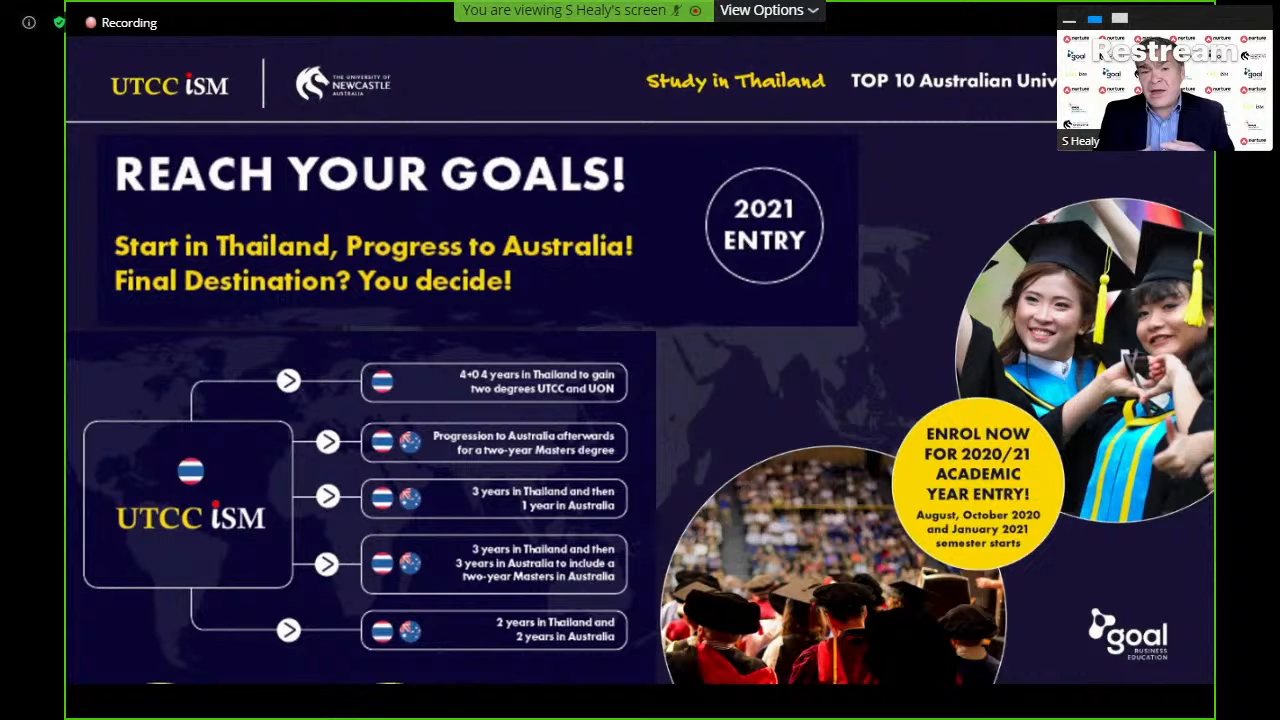 You are viewing S Healy's screen
View Options
Recording
Restream
S Healy
UTCC iSM
THE UNIVERSITY OF
NEWCASTLE
AUSTRALIA
Study in Thailand
TOP 10 Australian Univ
REACH YOUR GOALS!
Start in Thailand, Progress to Australia!
Final Destination? You decide!
2021
ENTRY
4+0 4 years in Thailand to gain
two degrees UTCC and UON
Progression to Australia afterwards
for a two-year Masters degree
UTCC iSM
3 years in Thailand and then
1 year in Australia
3 years in Thailand and then
3 years in Australia to include a
two-year Masters in Australia
2 years in Thailand and
2 years in Australia
ENROL NOW
FOR 2020/21
ACADEMIC
YEAR ENTRY!
August, October 2020
and January 2021
semester starts
goal
BUSINESS
EDUCATION